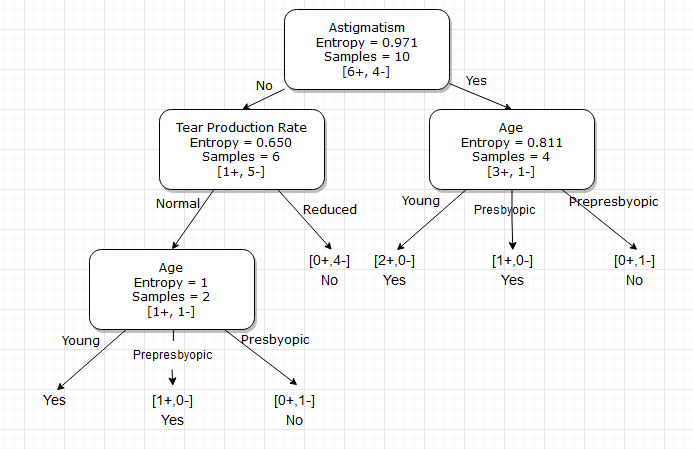 Astigmatism
Entropy = 0.971
Samples = 10
[6+, 4-]
No
Yes
Tear Production Rate
Entropy = 0.650
Samples = 6
[1+, 5-]
Age
Entropy = 0.811
Samples = 4
[3+, 1-]
Normal
Reduced
Young
Presbyopic
Prepresbyopic
[0+,4-]
No
[2+,0-]
Yes
[1+,0-]
Yes
[0+,1-]
No
Age
Entropy = 1
Samples = 2
[1+, 1-]
Young
Prepresbyopic
Presbyopic
Yes
[1+,0-]
Yes
[0+,1-]
No